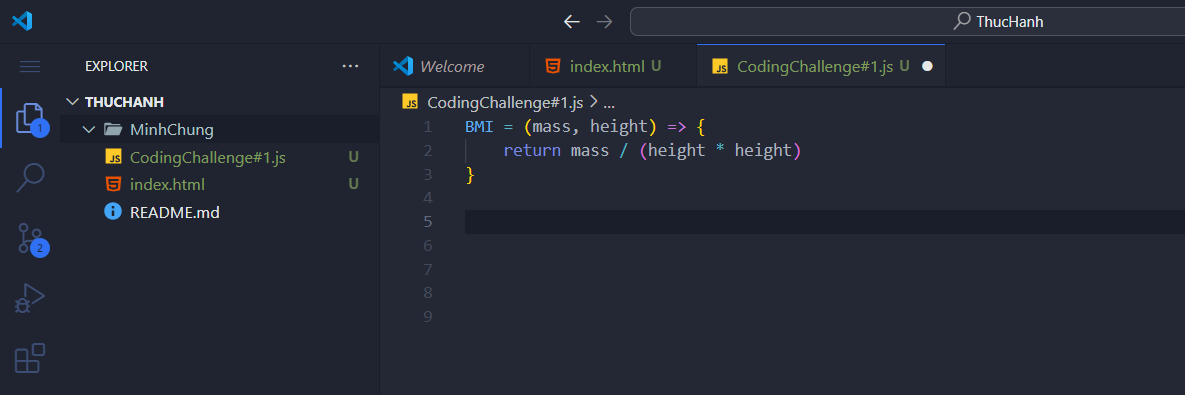 ThucHanh
EXPLORER ...
THUCHANH
MinhChung
JS CodingChallenge#1.js U
index.html U
README.md
1
2
Welcome
index.html U
JS CodingChallenge#1.js U
JS CodingChallenge#1.js > ...
1 BMI = (mass, height) => {
2 return mass / (height * height)
3 }
4
5
6
7
8
9